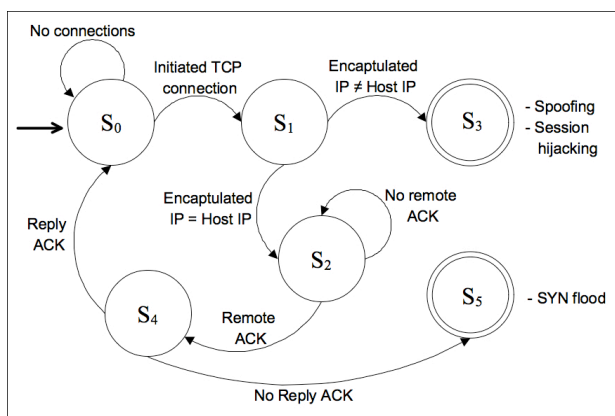 No connections
Initiated TCP
connection
Encaptulated
IP ≠ Host IP
S0
S1
S3
- Spoofing
- Session
hijacking
Encaptulated
IP = Host IP
No remote
ACK
Reply
ACK
S2
S4
Remote
ACK
S5
- SYN flood
No Reply ACK